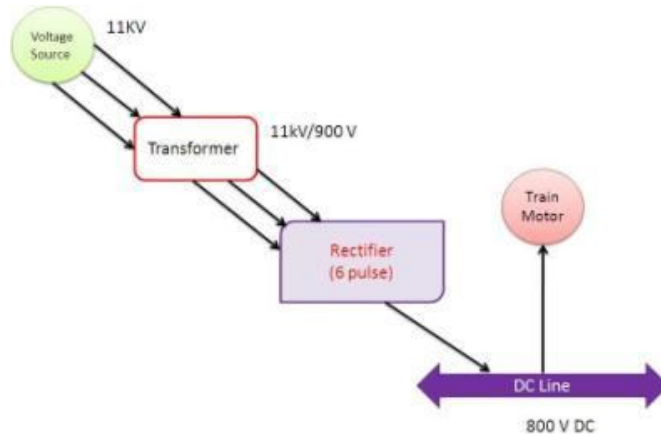 Voltage
Source
11KV
Transformer
11kV/900 V
Rectifier
(6 pulse)
Train
Motor
DC Line
800 V DC